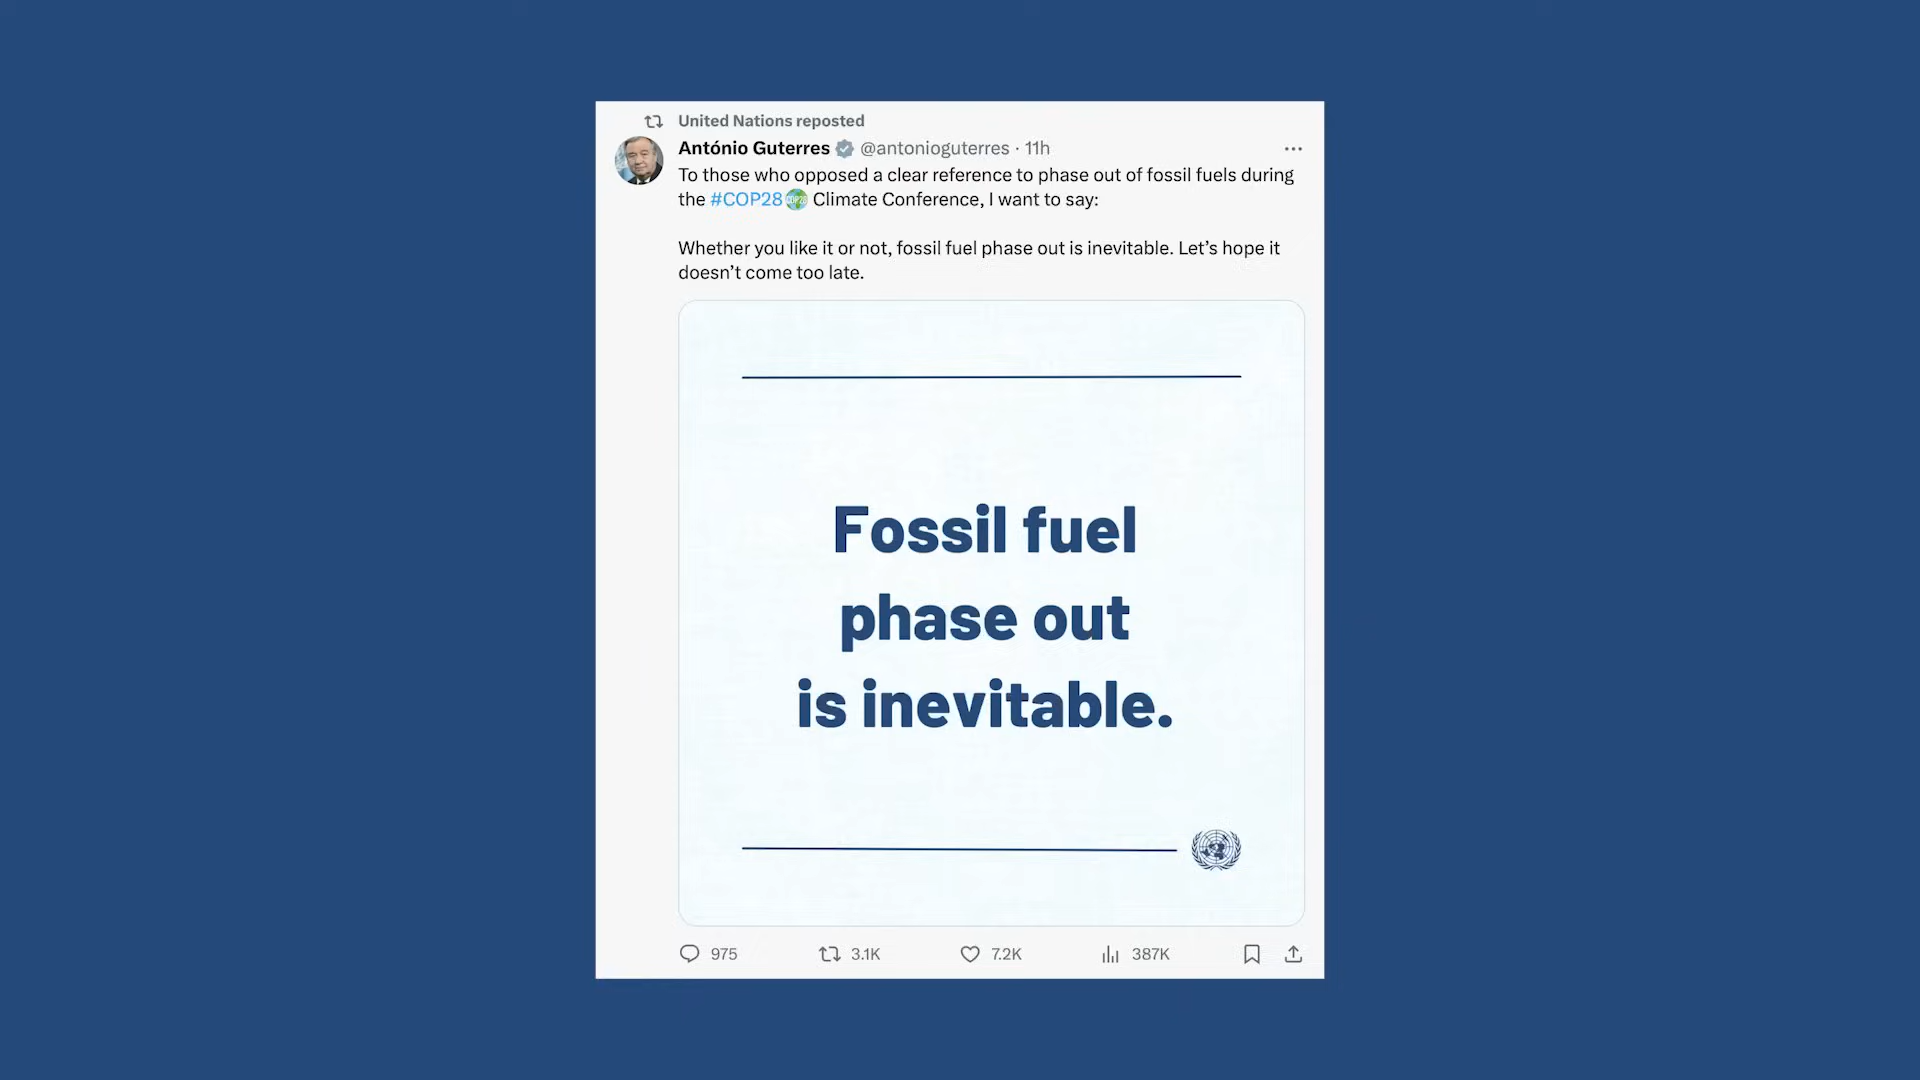 United Nations reposted
António Guterres @antonioguterres · 11h
To those who opposed a clear reference to phase out of fossil fuels during
the #COP28 Climate Conference, I want to say:
Whether you like it or not, fossil fuel phase out is inevitable. Let’s hope it
doesn’t come too late.
Fossil fuel
phase out
is inevitable.
975 3.1K 7.2K 387K